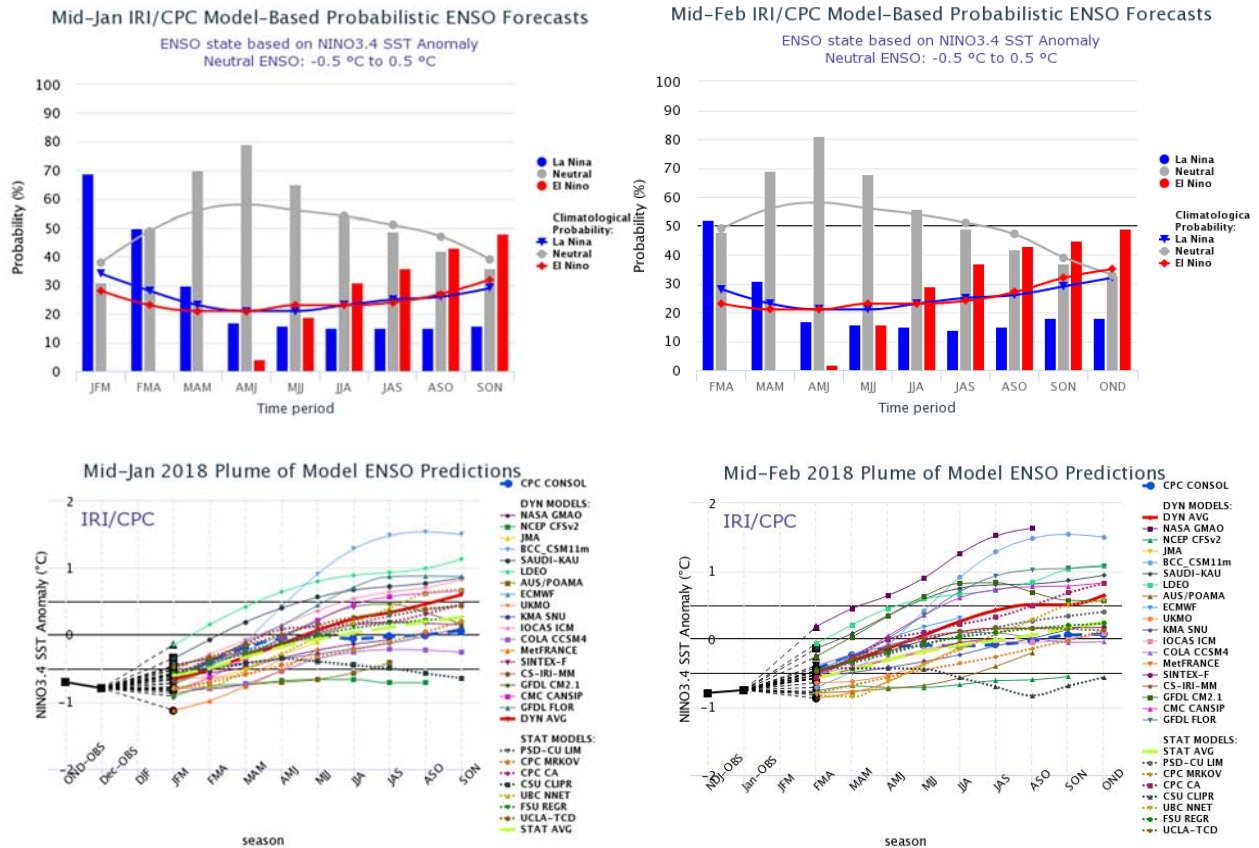 Mid-Jan IRI/CPC Model-Based Probabilistic ENSO Forecasts
ENSO state based on NINO3.4 SST Anomaly
Neutral ENSO: -0.5 °C to 0.5 °C
100
90
80
70
60
50
40
30
20
10
0
Probability (%)
JFM FMA MAM AMJ MJJ JJA JAS ASO SON
Time period
La Nina
Neutral
El Nino
Climatological
Probability:
La Nina
Neutral
El Nino
Mid-Feb IRI/CPC Model-Based Probabilistic ENSO Forecasts
ENSO state based on NINO3.4 SST Anomaly
Neutral ENSO: -0.5 °C to 0.5 °C
100
90
80
70
60
50
40
30
20
10
0
Probability (%)
FMA MAM AMJ MJJ JJA JAS ASO SON OND
Time period
La Nina
Neutral
El Nino
Climatological
Probability:
La Nina
Neutral
El Nino
Mid-Jan 2018 Plume of Model ENSO Predictions
IRI/CPC
2
1
0
-1
-2
NINO3.4 SST Anomaly (°C)
OND-OBS Dec-OBS DJF JFM FMA MAM AMJ MJJ JJA JAS ASO SON
season
CPC CONSOL
DYN MODELS:
NASA GMAO
NCEP CFSv2
JMA
BCC_CSM11m
SAUDI-KAU
LDEO
AUS/POAMA
ECMWF
UKMO
KMA SNU
IOCAS ICM
COLA CCSM4
MetFRANCE
SINTEX-F
CS-IRI-MM
GFDL CM2.1
CMC CANSIP
GFDL FLOR
DYN AVG
STAT MODELS:
PSD-CU LIM
CPC MRKOV
CPC CA
CSU CLIPR
UBC NNET
FSU REGR
UCLA-TCD
STAT AVG
Mid-Feb 2018 Plume of Model ENSO Predictions
IRI/CPC
2
1
0
-1
-2
NINO3.4 SST Anomaly (°C)
NDJ-OBS Jan-OBS JFM FMA MAM AMJ MJJ JJA JAS ASO SON OND
season
CPC CONSOL
DYN MODELS:
DYN AVG
NASA GMAO
NCEP CFSv2
JMA
BCC_CSM11m
SAUDI-KAU
LDEO
AUS/POAMA
ECMWF
UKMO
KMA SNU
IOCAS ICM
COLA CCSM4
MetFRANCE
SINTEX-F
CS-IRI-MM
GFDL CM2.1
CMC CANSIP
GFDL FLOR
STAT MODELS:
STAT AVG
PSD-CU LIM
CPC MRKOV
CPC CA
CSU CLIPR
UBC NNET
FSU REGR
UCLA-TCD